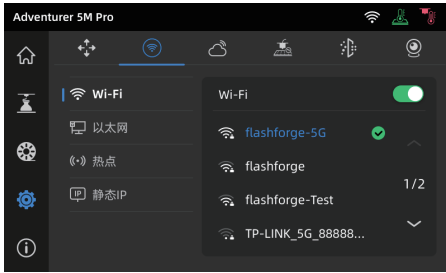 Adventurer 5M Pro
Wi-Fi
以太网
热点
IP 静态IP
Wi-Fi
flashforge-5G
flashforge
flashforge-Test
TP-LINK_5G_88888...
1/2